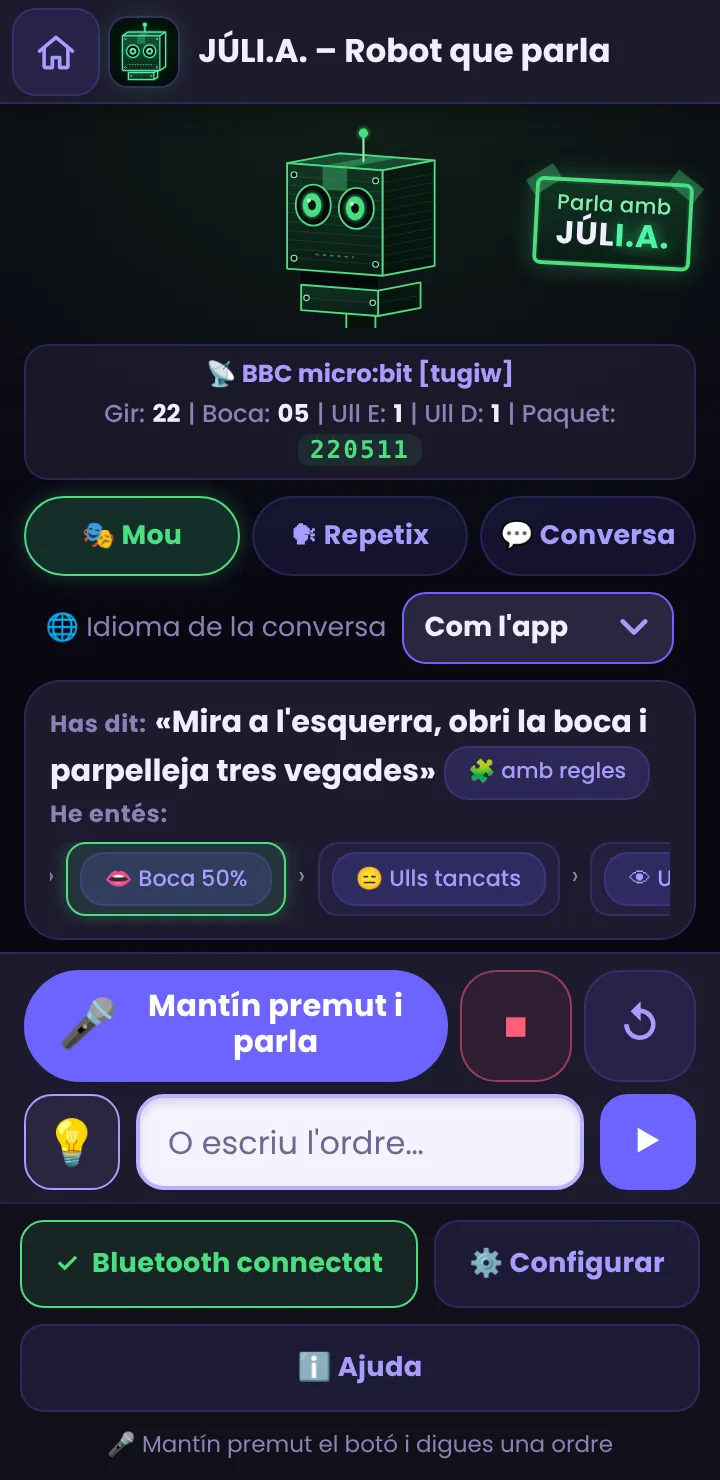 JÚLI.A. – Robot que parla
Parla amb
JÚLI.A.
📡 BBC micro:bit [tugiw]
Gir: 22 | Boca: 05 | Ull E: 1 | Ull D: 1 | Paquet:
220511
🎭 Mou
🗣 Repetix
💬 Conversa
🌐 Idioma de la conversa
Com l'app
Has dit: «Mira a l'esquerra, obri la boca i
parpelleja tres vegades» 🧩 amb regles
He entés:
› 👄 Boca 50% › 😑 Ulls tancats › 👁 U
🎤 Mantín premut i
parla
O escriu l'ordre...
✓ Bluetooth connectat
⚙️ Configurar
ℹ️ Ajuda
🎤 Mantín premut el botó i digues una ordre